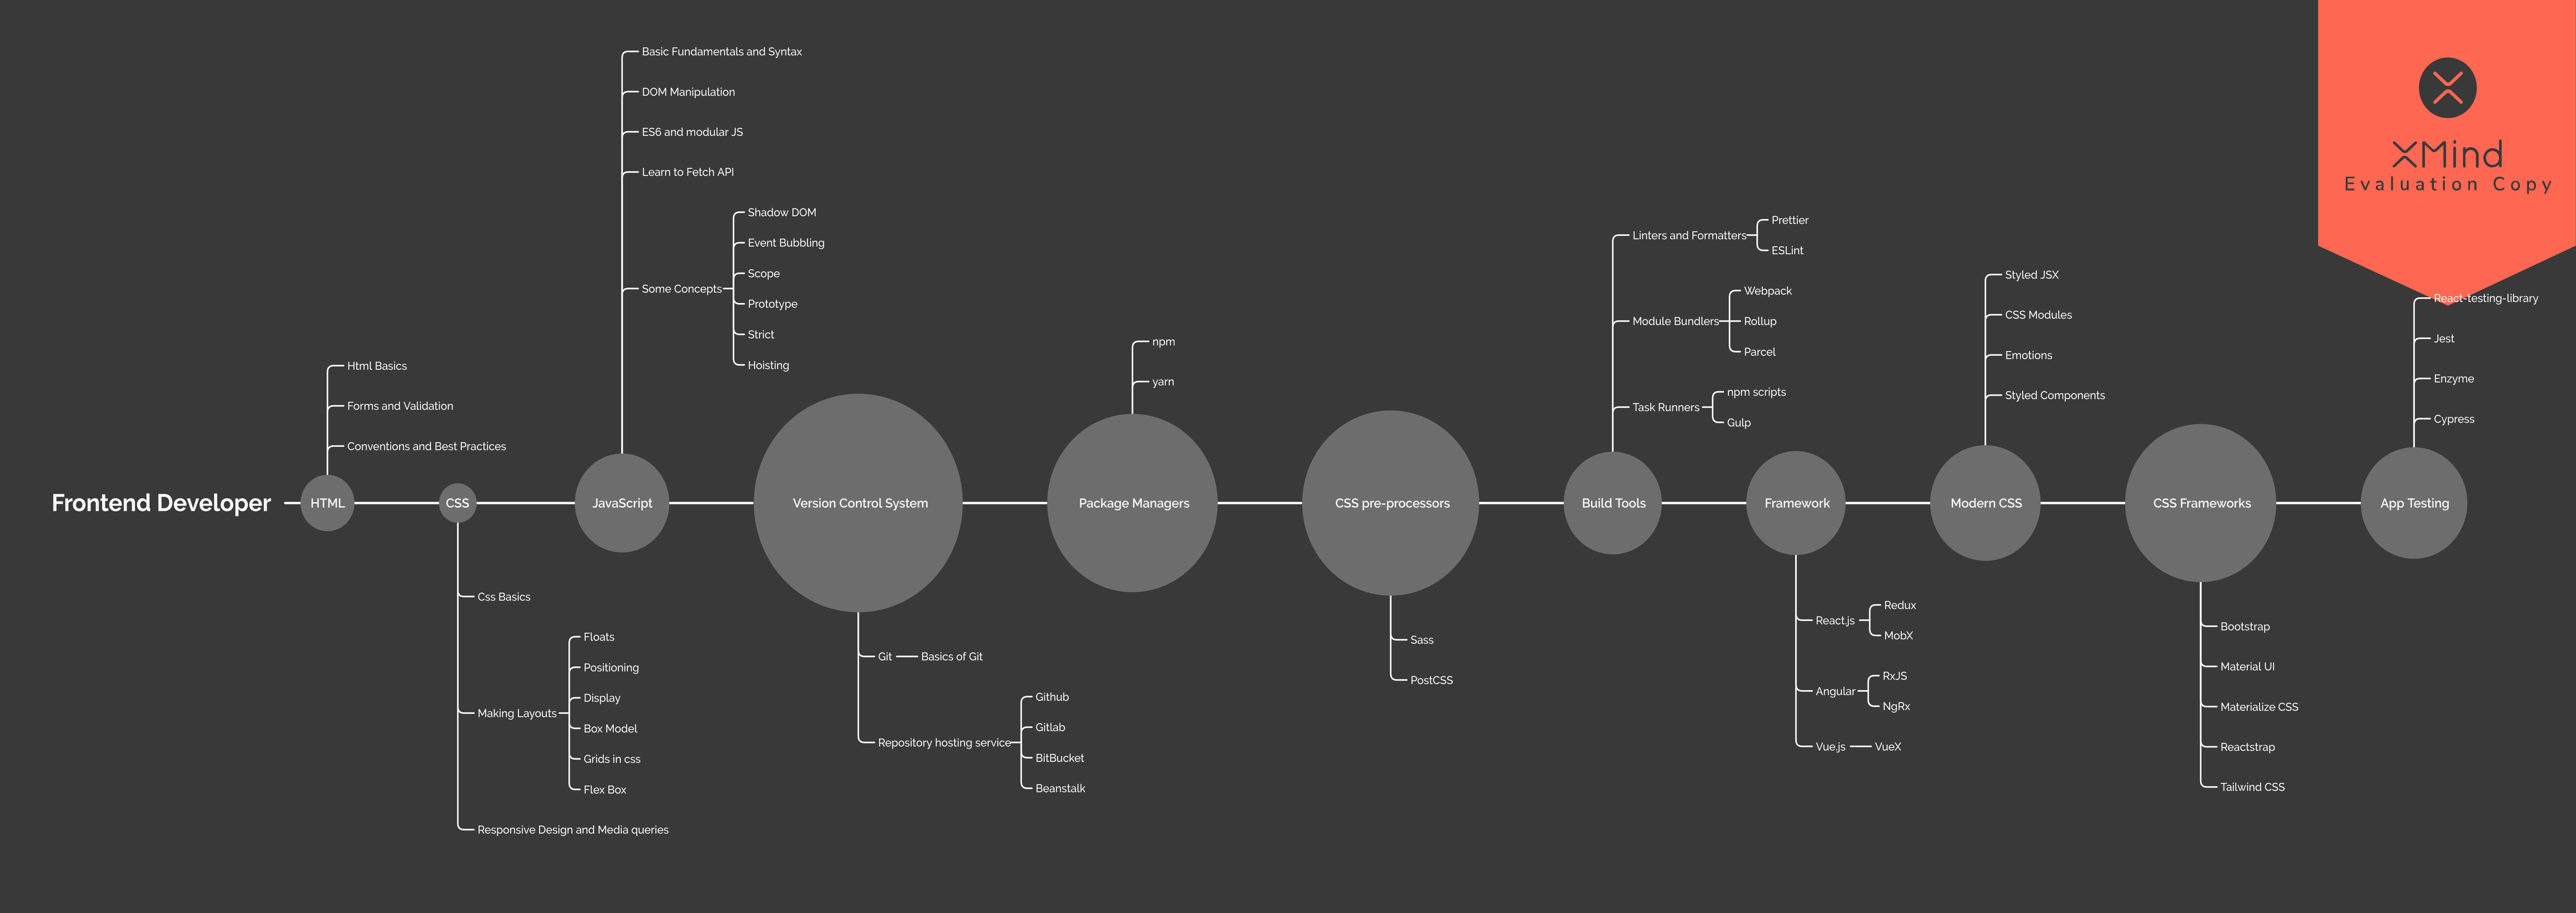 Frontend Developer
HTML
Html Basics
Forms and Validation
Conventions and Best Practices
CSS
Css Basics
Making Layouts
Floats
Positioning
Display
Box Model
Grids in css
Flex Box
Responsive Design and Media queries
JavaScript
Basic Fundamentals and Syntax
DOM Manipulation
ES6 and modular JS
Learn to Fetch API
Some Concepts
Shadow DOM
Event Bubbling
Scope
Prototype
Strict
Hoisting
Version Control System
Git
Basics of Git
Repository hosting service
Github
Gitlab
BitBucket
Beanstalk
Package Managers
npm
yarn
CSS pre-processors
Sass
PostCSS
Build Tools
Linters and Formatters
Prettier
ESLint
Module Bundlers
Webpack
Rollup
Parcel
Task Runners
npm scripts
Gulp
Framework
React.js
Redux
MobX
Angular
RxJS
NgRx
Vue.js
VueX
Modern CSS
Styled JSX
CSS Modules
Emotions
Styled Components
CSS Frameworks
Bootstrap
Material UI
Materialize CSS
Reactstrap
Tailwind CSS
App Testing
React-testing-library
Jest
Enzyme
Cypress
XMind
Evaluation Copy